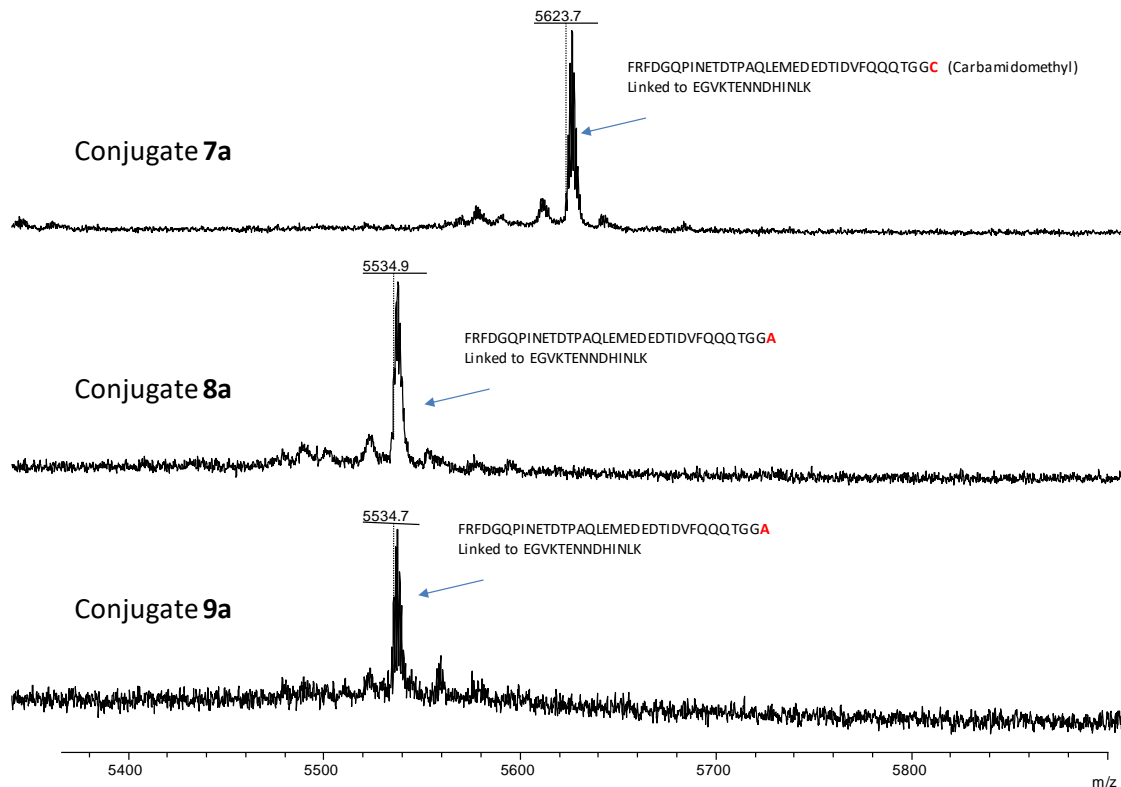 5623.7
FRFDGQPINETDTPAQLEMEDEDTIDVFQQQTGGC (Carbamidomethyl)
Linked to EGVKTENNDHINLK
Conjugate 7a
5534.9
FRFDGQPINETDTPAQLEMEDEDTIDVFQQQTGGA
Linked to EGVKTENNDHINLK
Conjugate 8a
5534.7
FRFDGQPINETDTPAQLEMEDEDTIDVFQQQTGGA
Linked to EGVKTENNDHINLK
Conjugate 9a
5400 5500 5600 5700 5800
m/z